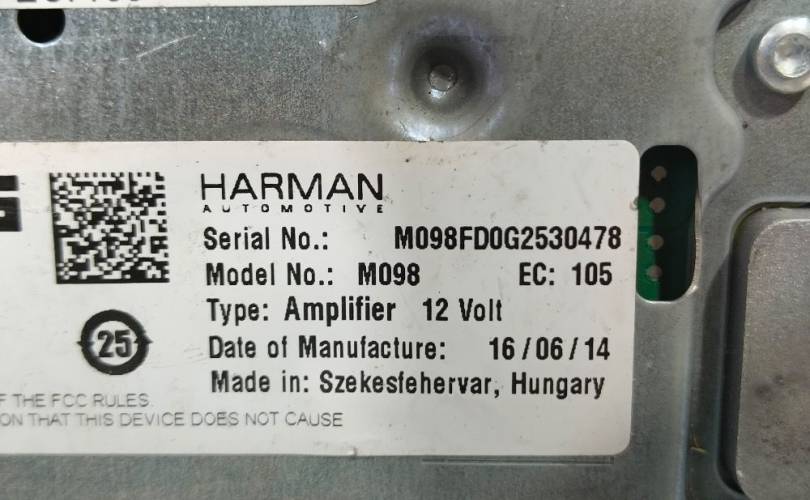 HARMAN
AUTOMOTIVE
Serial No.: M098FD0G2530478
Model No.: M098 EC: 105
Type: Amplifier 12 Volt
25
Date of Manufacture: 16/06/14
Made in: Szekesfehervar, Hungary
THE FCC RULES
THAT THIS DEVICE DOES NOT CAUSE